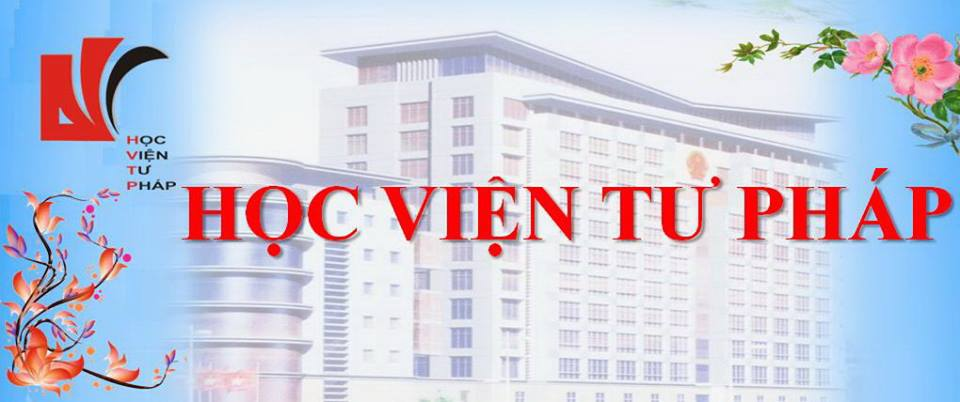 HỌC
VIỆN
TƯ
PHÁP
HỌC VIỆN TƯ PHÁP